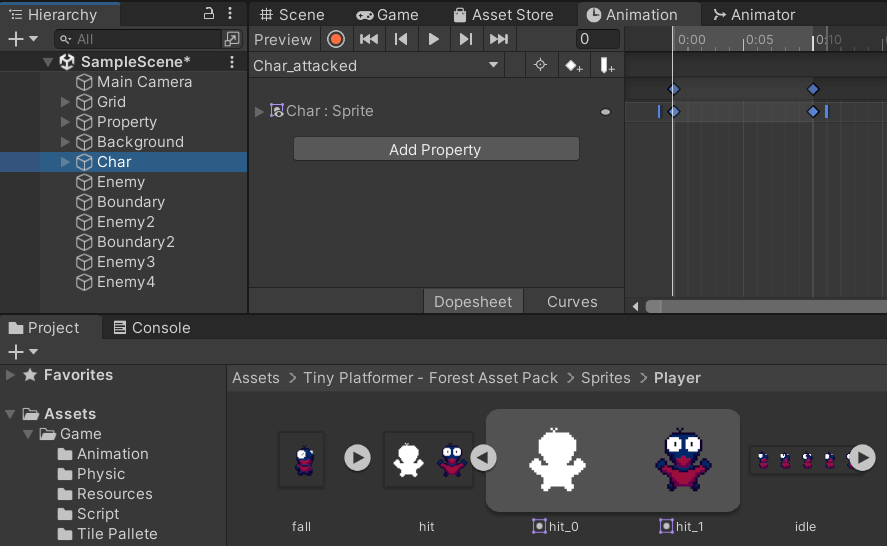 Hierarchy
All
SampleScene*
Main Camera
Grid
Property
Background
Char
Enemy
Boundary
Enemy2
Boundary2
Enemy3
Enemy4
Scene Game Asset Store Animation Animator
Preview 0
0:00 0:05 0:10
Char_attacked
Char : Sprite
Add Property
Dopesheet Curves
Project Console
Favorites
Assets
Game
Animation
Physic
Resources
Script
Tile Pallete
Assets > Tiny Platformer - Forest Asset Pack > Sprites > Player
fall hit hit_0 hit_1 idle